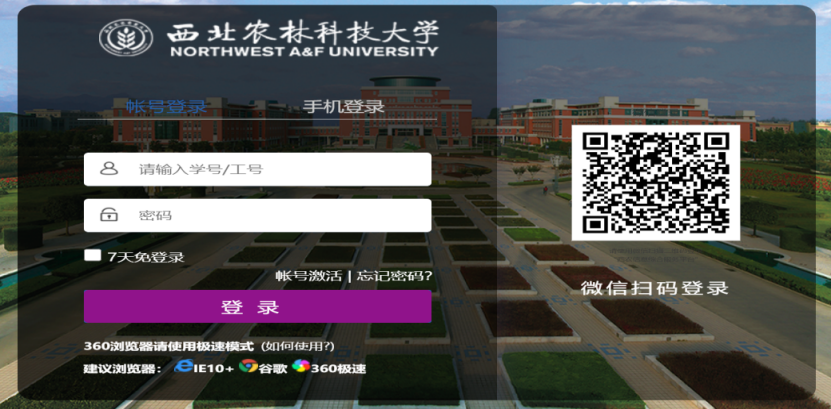 西北农林科技大学
NORTHWEST A&F UNIVERSITY
帐号登录 手机登录
请输入学号/工号
密码
7天免登录
帐号激活 | 忘记密码?
登 录
360浏览器请使用极速模式 (如何使用?)
建议浏览器： IE10+ 谷歌 360极速
微信扫码登录